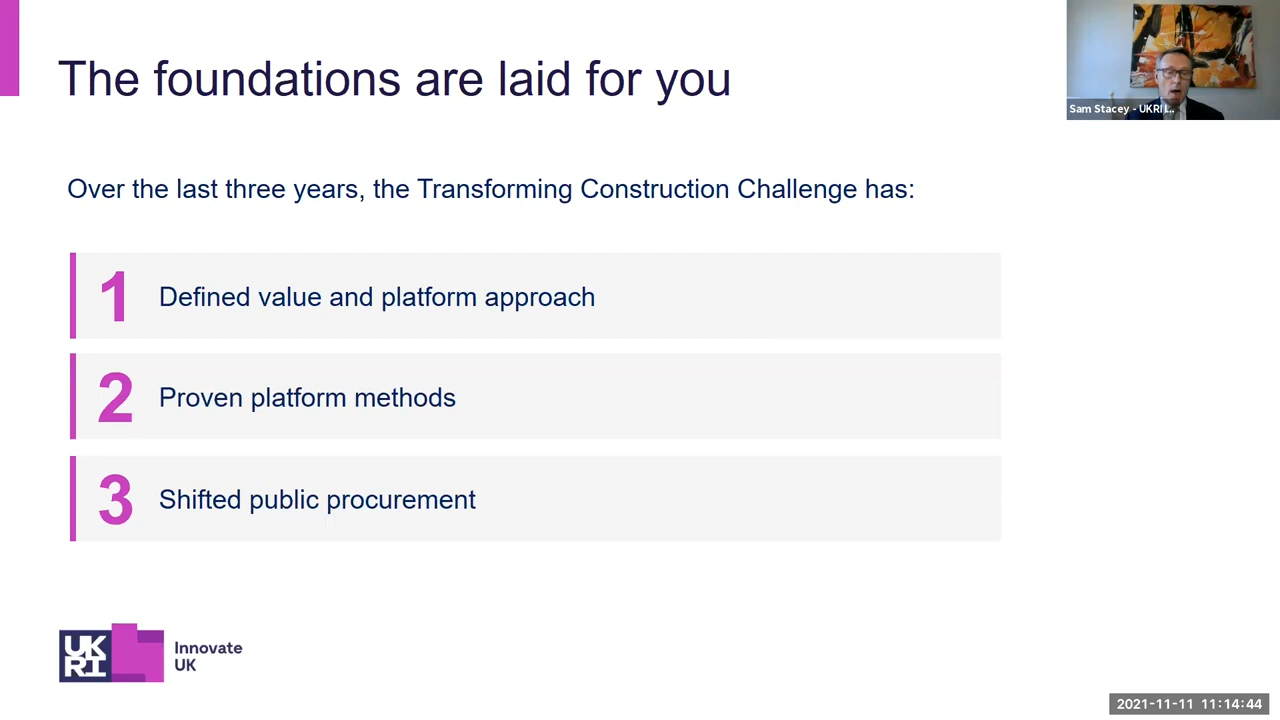 The foundations are laid for you
Sam Stacey - UKRI I...
Over the last three years, the Transforming Construction Challenge has:
1 Defined value and platform approach
2 Proven platform methods
3 Shifted public procurement
UK
RI
Innovate
UK
2021-11-11 11:14:44